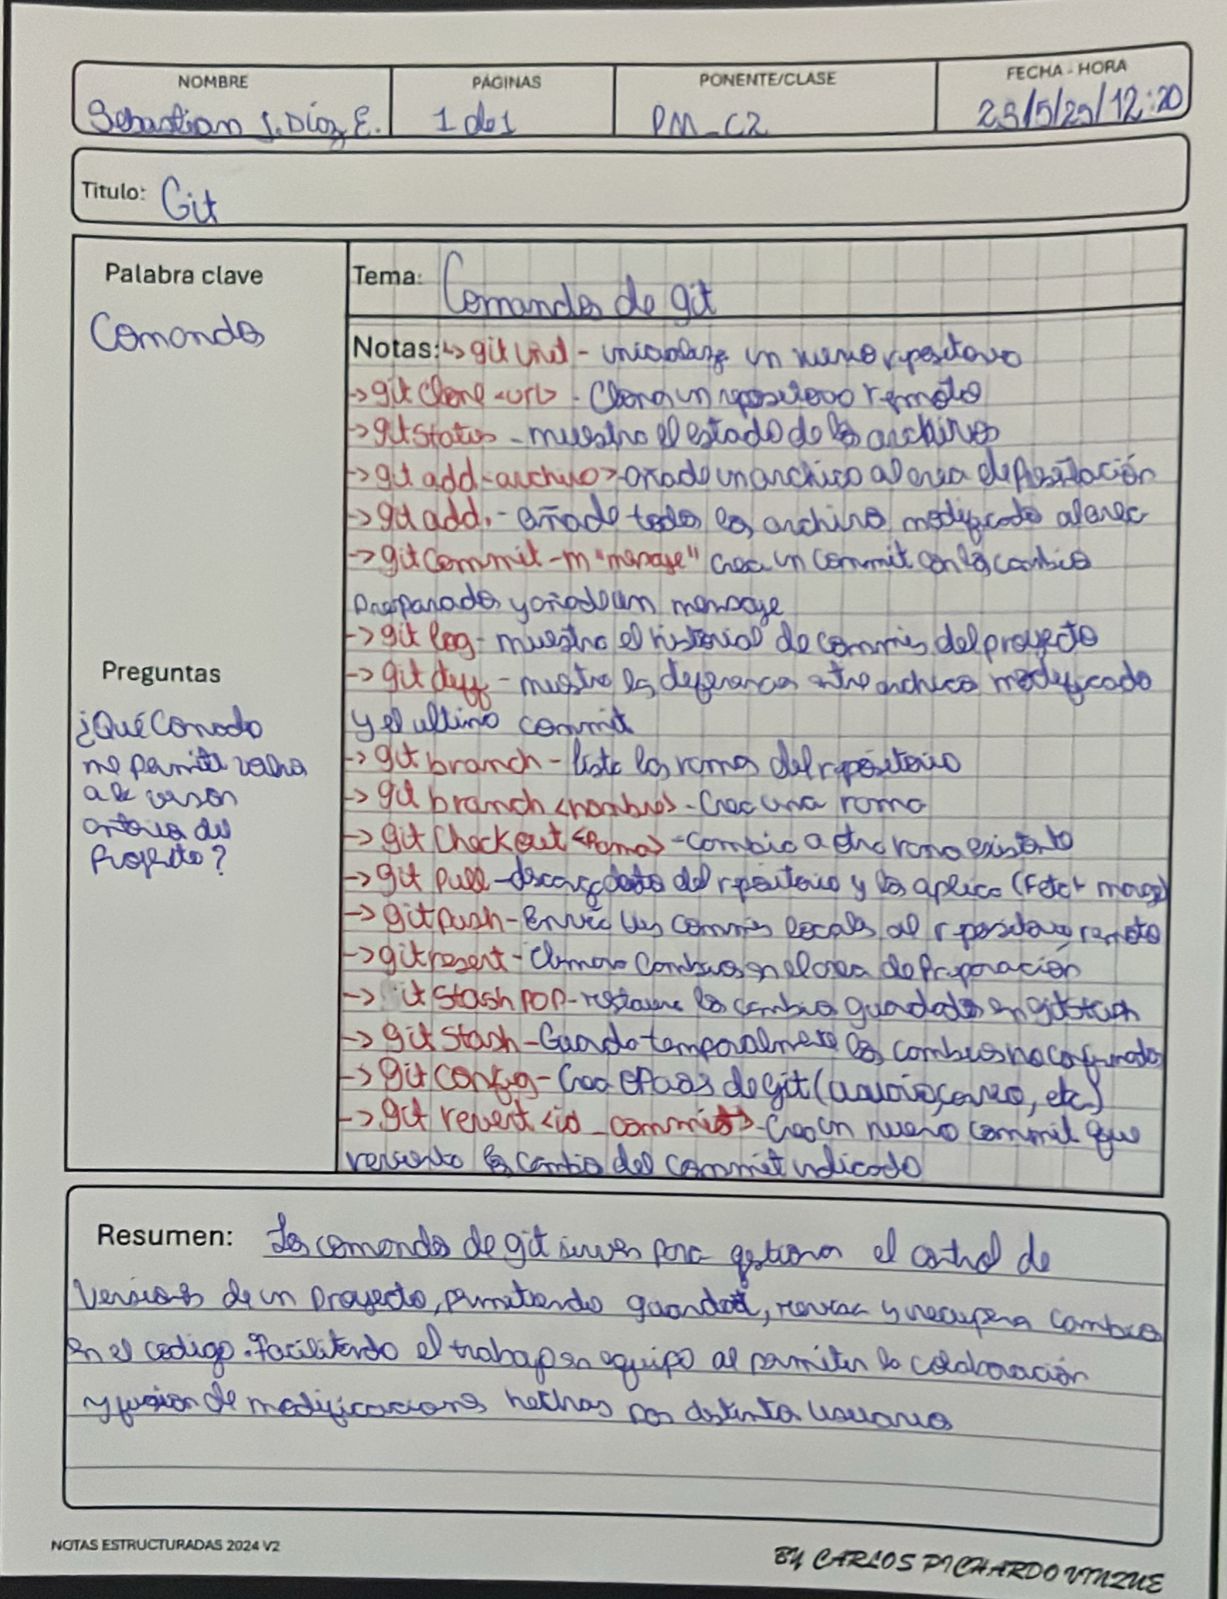 NOMBRE
PÁGINAS
PONENTE/CLASE
FECHA - HORA
Sebastian J. Díaz E.
1 de 1
PM_C2
/12:20
Titulo: Git
Palabra clave
Comandos
Tema: Comandos de git
Notas: ↳ git init - inicializa un nuevo repositorio
→ git clone <url> - Clona un repositorio remoto
→ git status - muestra el estado de los archivos
→ git add <archivo> - añade un archivo al area de
→ git add. - añade todos los archivos modificados al area
→ git commit -m "mensaje" crea un commit con los cambios
preparados y añade un mensaje
→ git log - muestra el historial de commits del proyecto
→ git diff - muestra las diferencias entre archivos modificado
y el ultimo commit
→ git branch - lista las ramas del repositorio
→ git branch <nombre> - Crea una rama
→ git Checkout <Rama> - Cambia a otra rama existente
→ git pull - descarga datos del repositorio y los aplica (Fetch merge)
→ git push - Envía los commits locales al repositorio remoto
→ git resert - Elimina Cambios en el area de Preparación
→ git Stash POP - restaura los cambios guardados en git stash
→ git Stash - Guarda temporalmente los cambios no confirmados
→ git config - de git (usuario, correo, etc)
→ git revert <id_commit> - Crea un nuevo commit que
revierte los cambios del commit indicado
Preguntas
¿Qué Comando
me permite volver
a la version
anterior del
Proyecto?
Resumen: Los comandos de git sirven para gestionar el control de
Versiones de un proyecto, permitiendo guardar, revisar y recuperar cambios
en el codigo. Facilitando el trabajo en equipo al permitir la colaboración
y fusion de modificaciones hechas por distintos usuarios
NOTAS ESTRUCTURADAS 2024 V2
BY CARLOS PICHARDO VINZUE